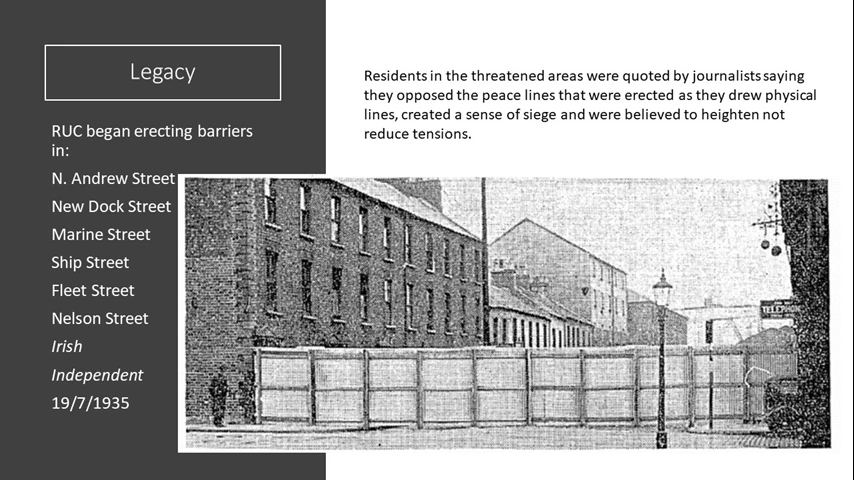 Legacy
RUC began erecting barriers
in:
N. Andrew Street
New Dock Street
Marine Street
Ship Street
Fleet Street
Nelson Street
Irish
Independent
19/7/1935
Residents in the threatened areas were quoted by journalists saying
they opposed the peace lines that were erected as they drew physical
lines, created a sense of siege and were believed to heighten not
reduce tensions.